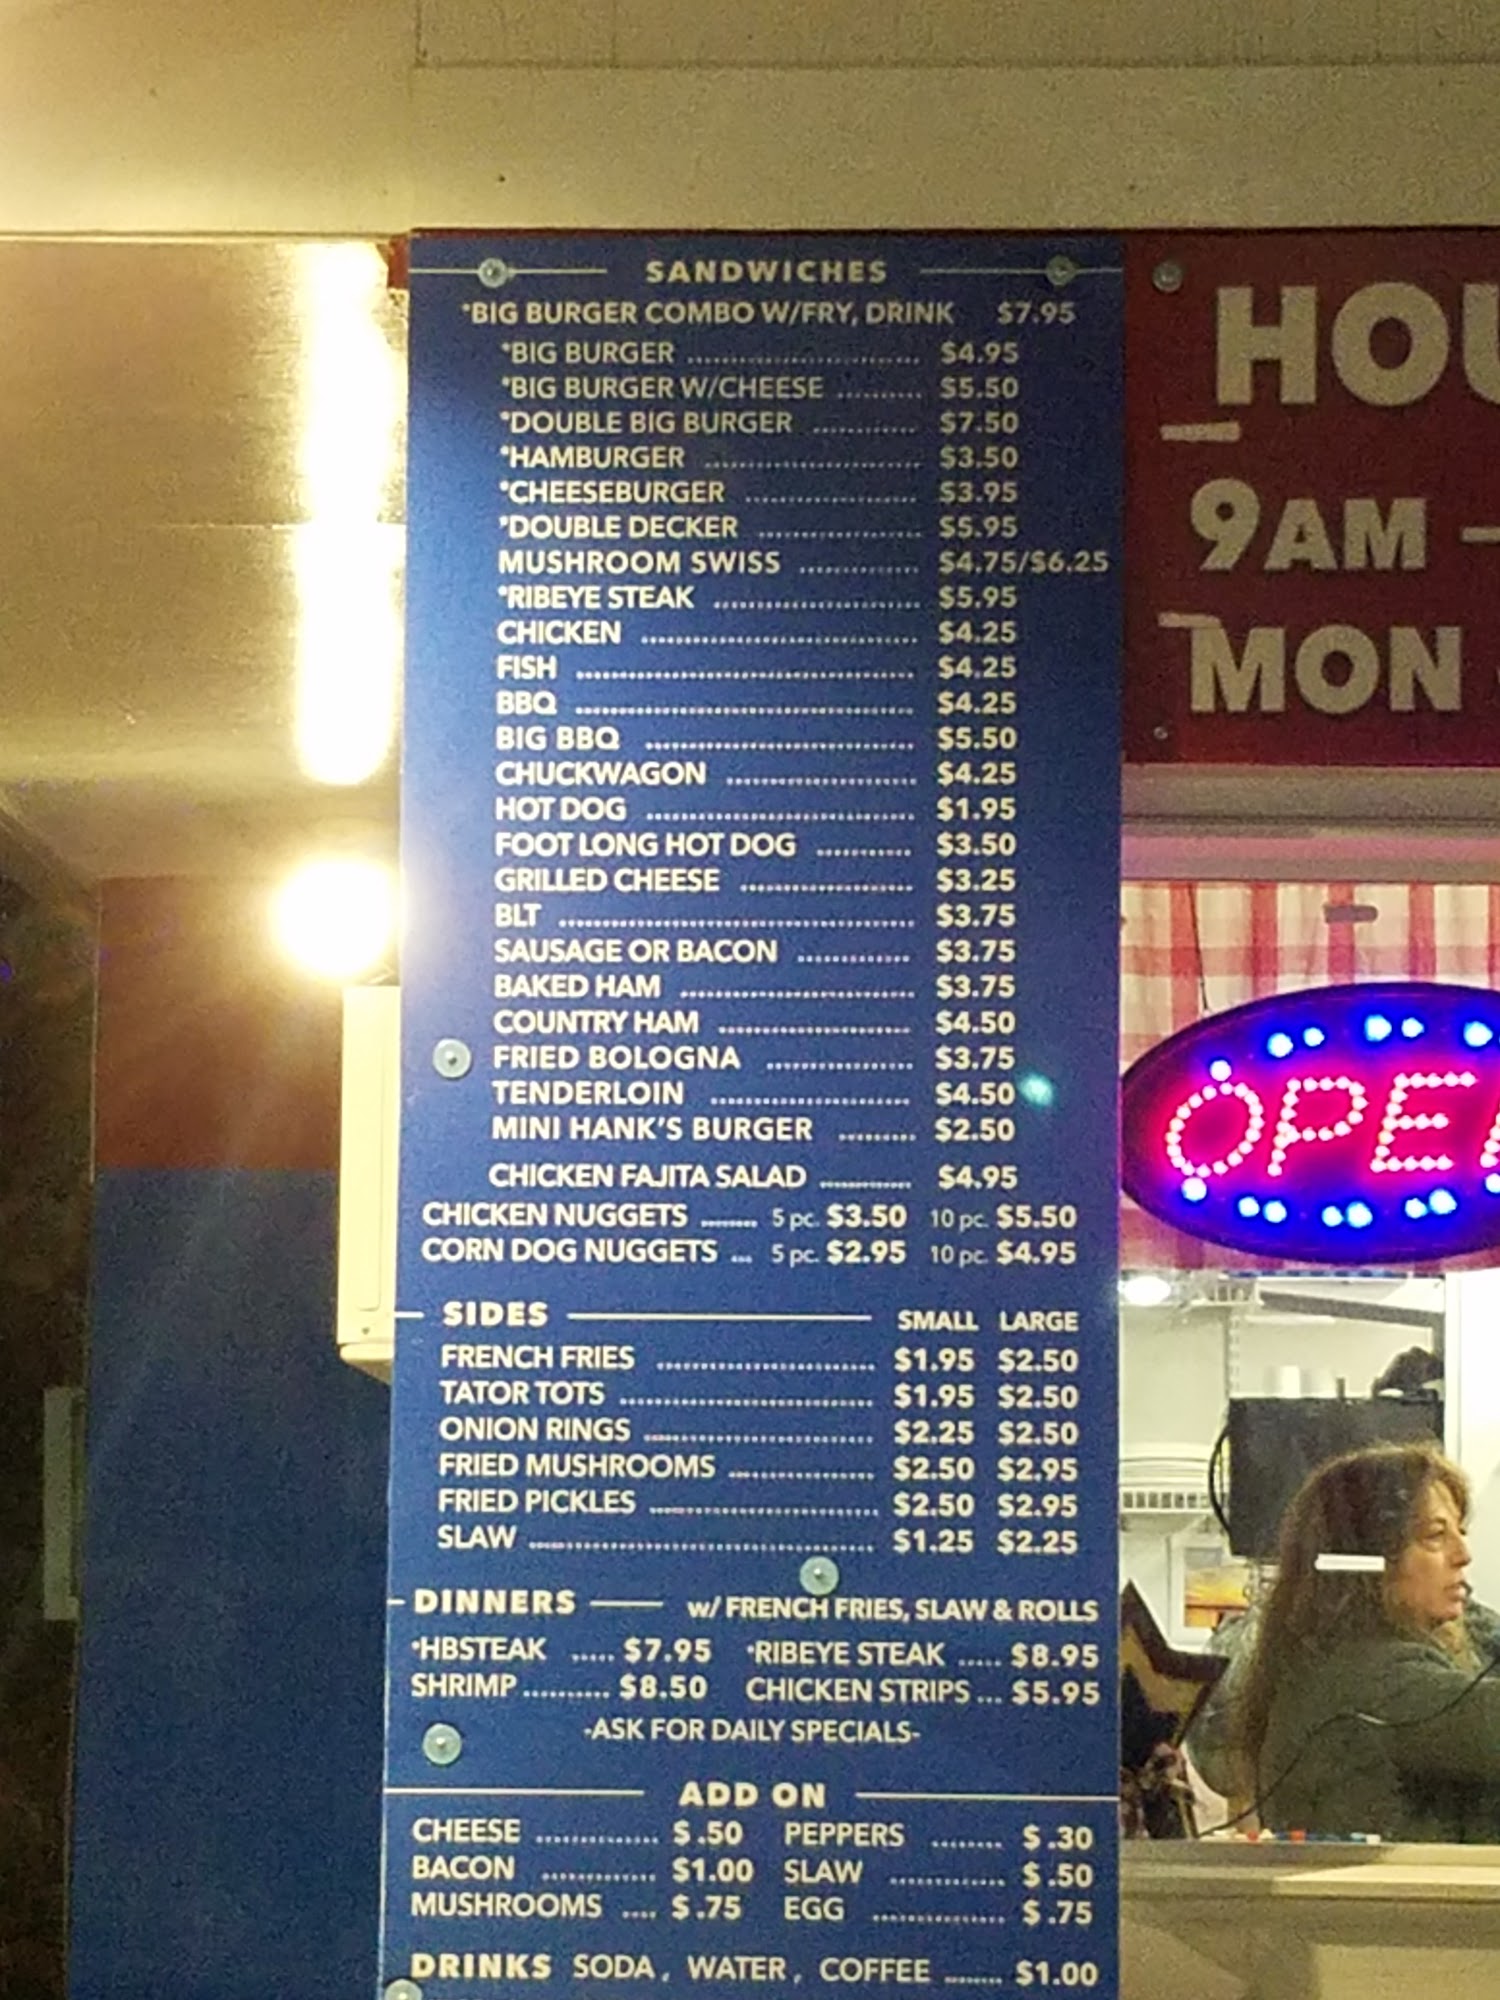 SANDWICHES
*BIG BURGER COMBO W/FRY, DRINK $7.95
*BIG BURGER ........................ $4.95
*BIG BURGER W/CHEESE ......... $5.50
*DOUBLE BIG BURGER ........... $7.50
*HAMBURGER ...................... $3.50
*CHEESEBURGER .................. $3.95
*DOUBLE DECKER ................. $5.95
MUSHROOM SWISS ............. $4.75/$6.25
*RIBEYE STEAK ..................... $5.95
CHICKEN ............................. $4.25
FISH .................................... $4.25
BBQ .................................... $4.25
BIG BBQ ............................ $5.50
CHUCKWAGON .................... $4.25
HOT DOG ............................ $1.95
FOOT LONG HOT DOG ........... $3.50
GRILLED CHEESE .................. $3.25
BLT ...................................... $3.75
SAUSAGE OR BACON ............. $3.75
BAKED HAM ........................ $3.75
COUNTRY HAM .................... $4.50
FRIED BOLOGNA ................ $3.75
TENDERLOIN ..................... $4.50
MINI HANK'S BURGER ......... $2.50
CHICKEN FAJITA SALAD ............ $4.95
CHICKEN NUGGETS ........ 5 pc. $3.50 10 pc. $5.50
CORN DOG NUGGETS ... 5 pc. $2.95 10 pc. $4.95
SIDES SMALL LARGE
FRENCH FRIES ........................ $1.95 $2.50
TATOR TOTS ............................ $1.95 $2.50
ONION RINGS ......................... $2.25 $2.50
FRIED MUSHROOMS ................ $2.50 $2.95
FRIED PICKLES ......................... $2.50 $2.95
SLAW ...................................... $1.25 $2.25
DINNERS w/ FRENCH FRIES, SLAW & ROLLS
*HBSTEAK ..... $7.95 *RIBEYE STEAK ..... $8.95
SHRIMP .......... $8.50 CHICKEN STRIPS ... $5.95
-ASK FOR DAILY SPECIALS-
ADD ON
CHEESE .............. $ .50 PEPPERS ........ $ .30
BACON ............. $1.00 SLAW ............. $ .50
MUSHROOMS .... $ .75 EGG ............... $ .75
DRINKS SODA , WATER , COFFEE ........ $1.00
HOU
9AM –
MON
OPE